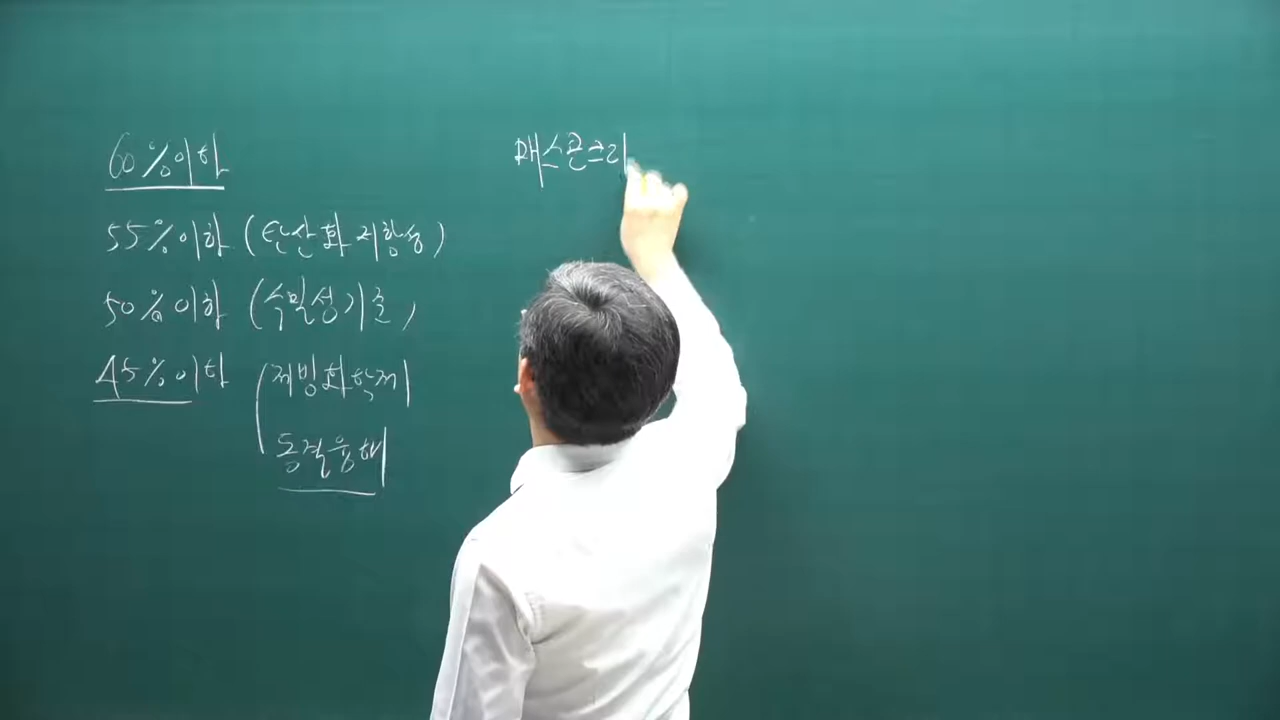 60%이하
55%이하 (탄산화 저항성)
50%이하 (수밀성 기준)
45%이하 (제빙화학제
동결융해
매스콘크리